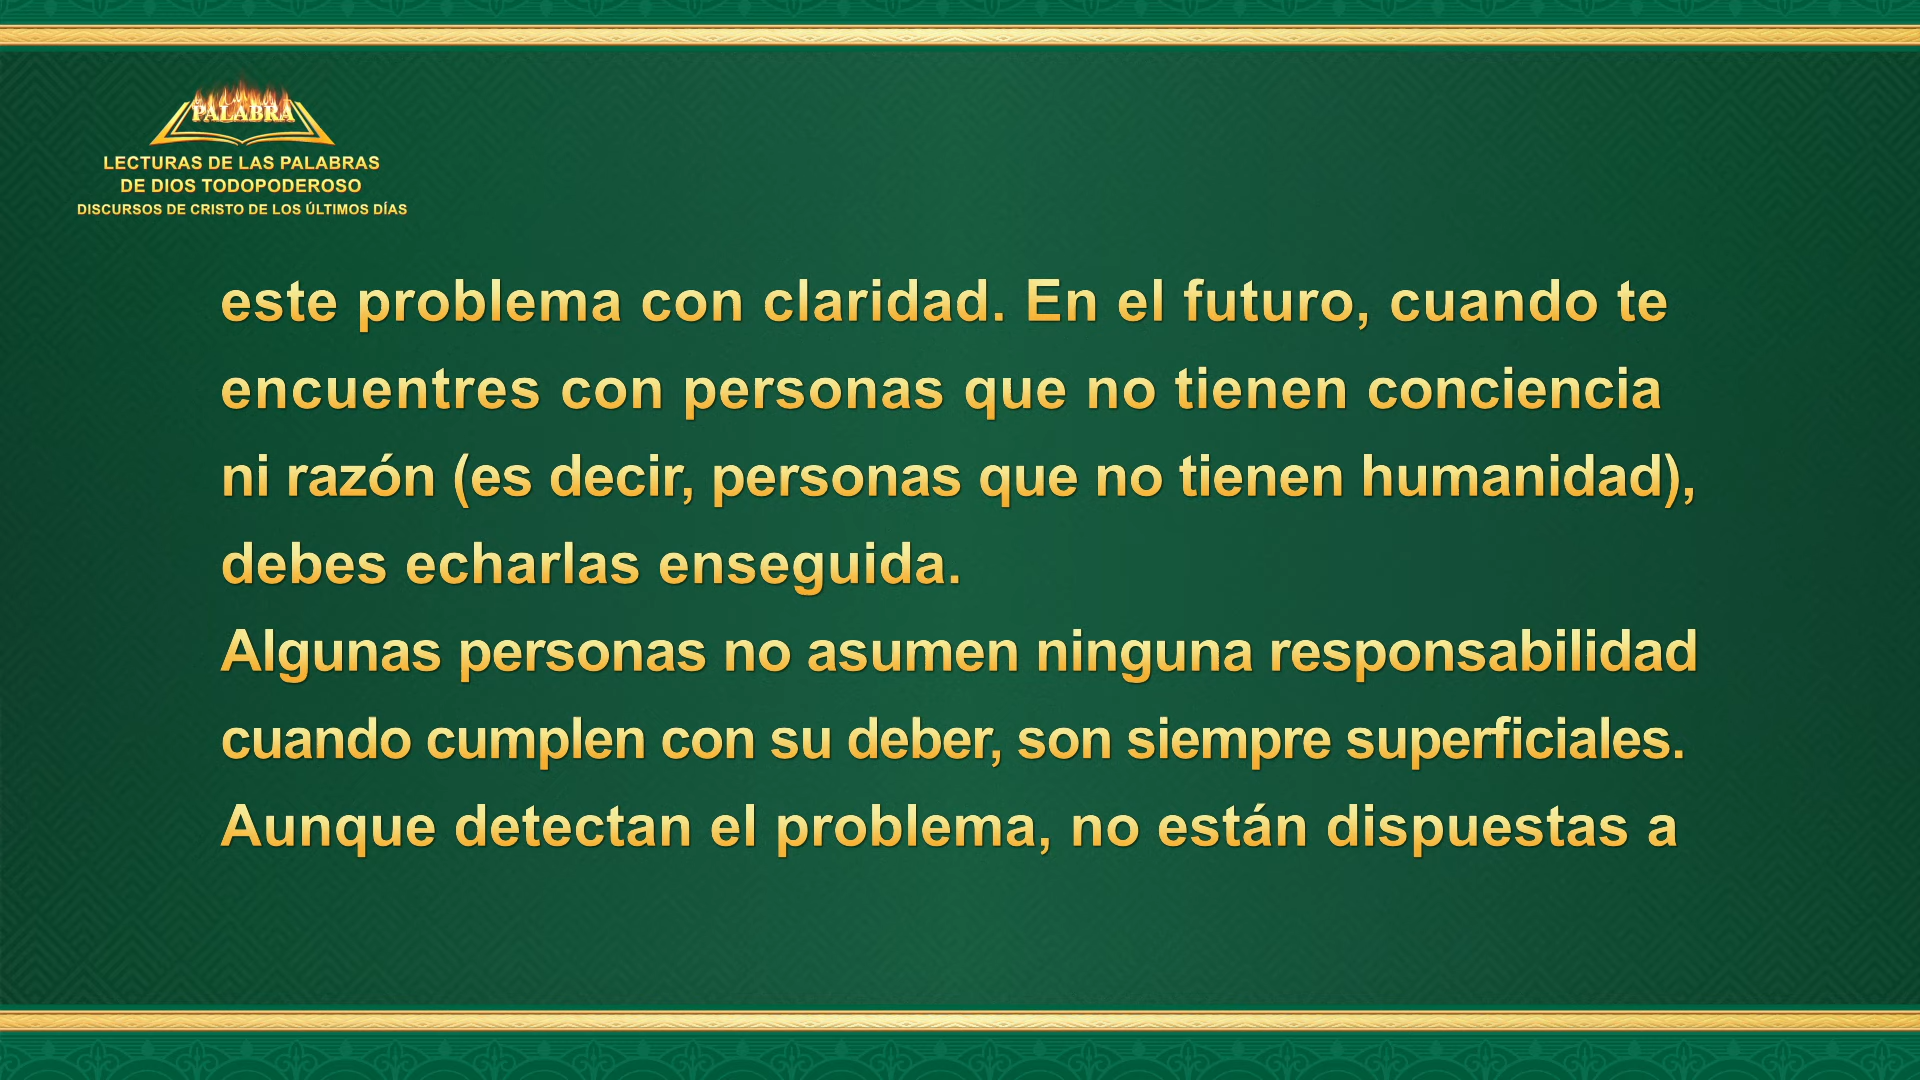 PALABRA
LECTURAS DE LAS PALABRAS
DE DIOS TODOPODEROSO
DISCURSOS DE CRISTO DE LOS ÚLTIMOS DÍAS
este problema con claridad. En el futuro, cuando te
encuentres con personas que no tienen conciencia
ni razón (es decir, personas que no tienen humanidad),
debes echarlas enseguida.
Algunas personas no asumen ninguna responsabilidad
cuando cumplen con su deber, son siempre superficiales.
Aunque detectan el problema, no están dispuestas a